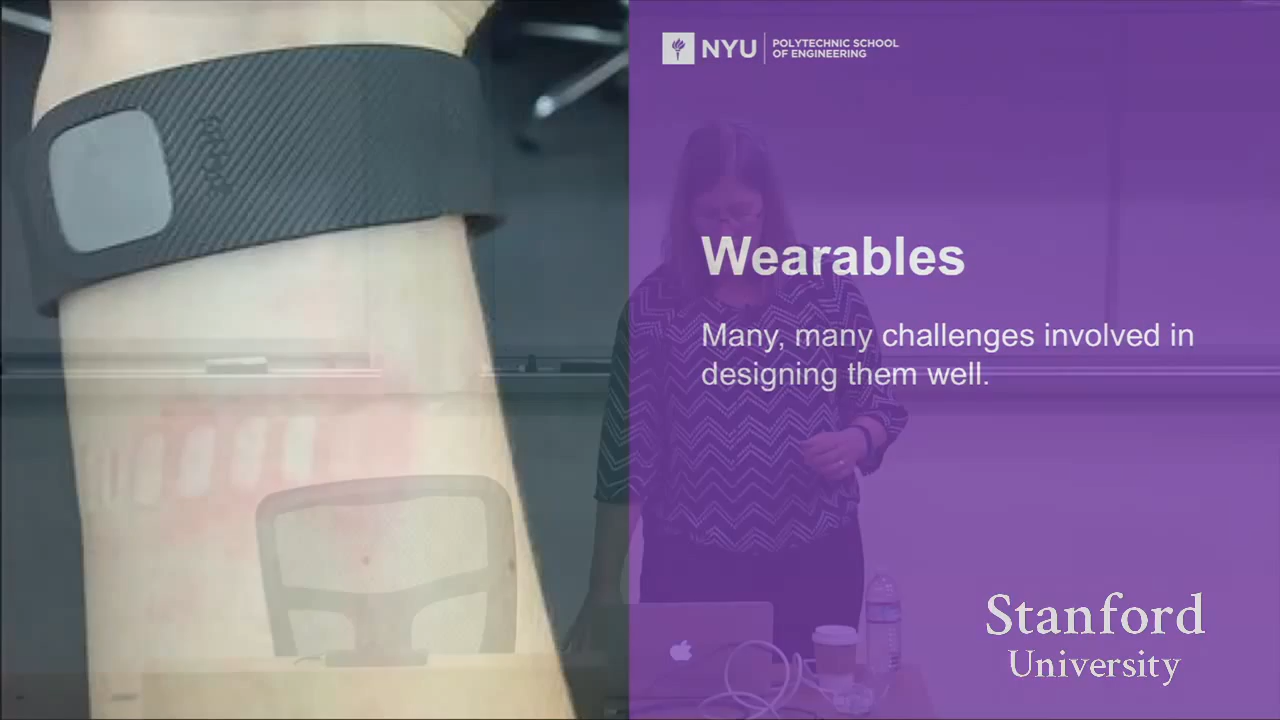 NYU
POLYTECHNIC SCHOOL
OF ENGINEERING
Wearables
Many, many challenges involved in
designing them well.
Stanford
University